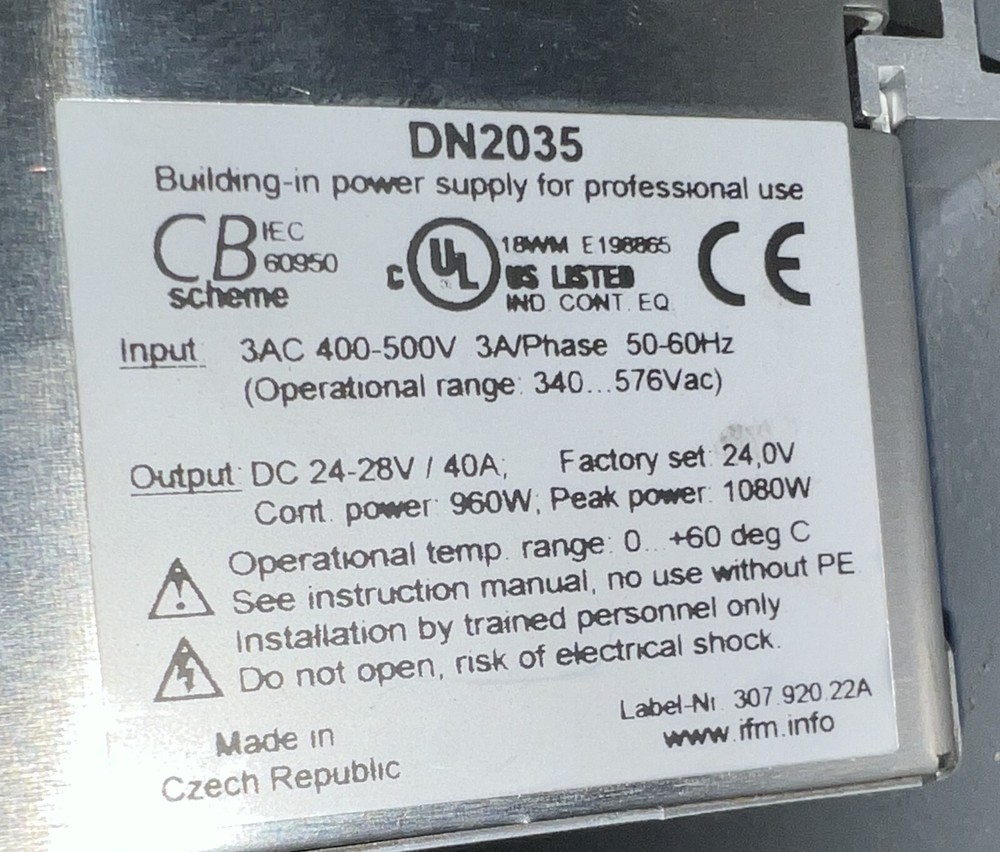 DN2035
Building-in power supply for professional use
CB IEC
60950
scheme
C UL US LISTED
18WM E198865
IND. CONT. EQ.
CE
Input: 3AC 400-500V 3A/Phase 50-60Hz
(Operational range: 340...576Vac)
Output: DC 24-28V / 40A; Factory set: 24,0V
Cont. power: 960W; Peak power: 1080W
Operational temp. range: 0...+60 deg C
See instruction manual, no use without PE.
Installation by trained personnel only
Do not open, risk of electrical shock.
Label-Nr. 307.920.22A
www.ifm.info
Made in
Czech Republic